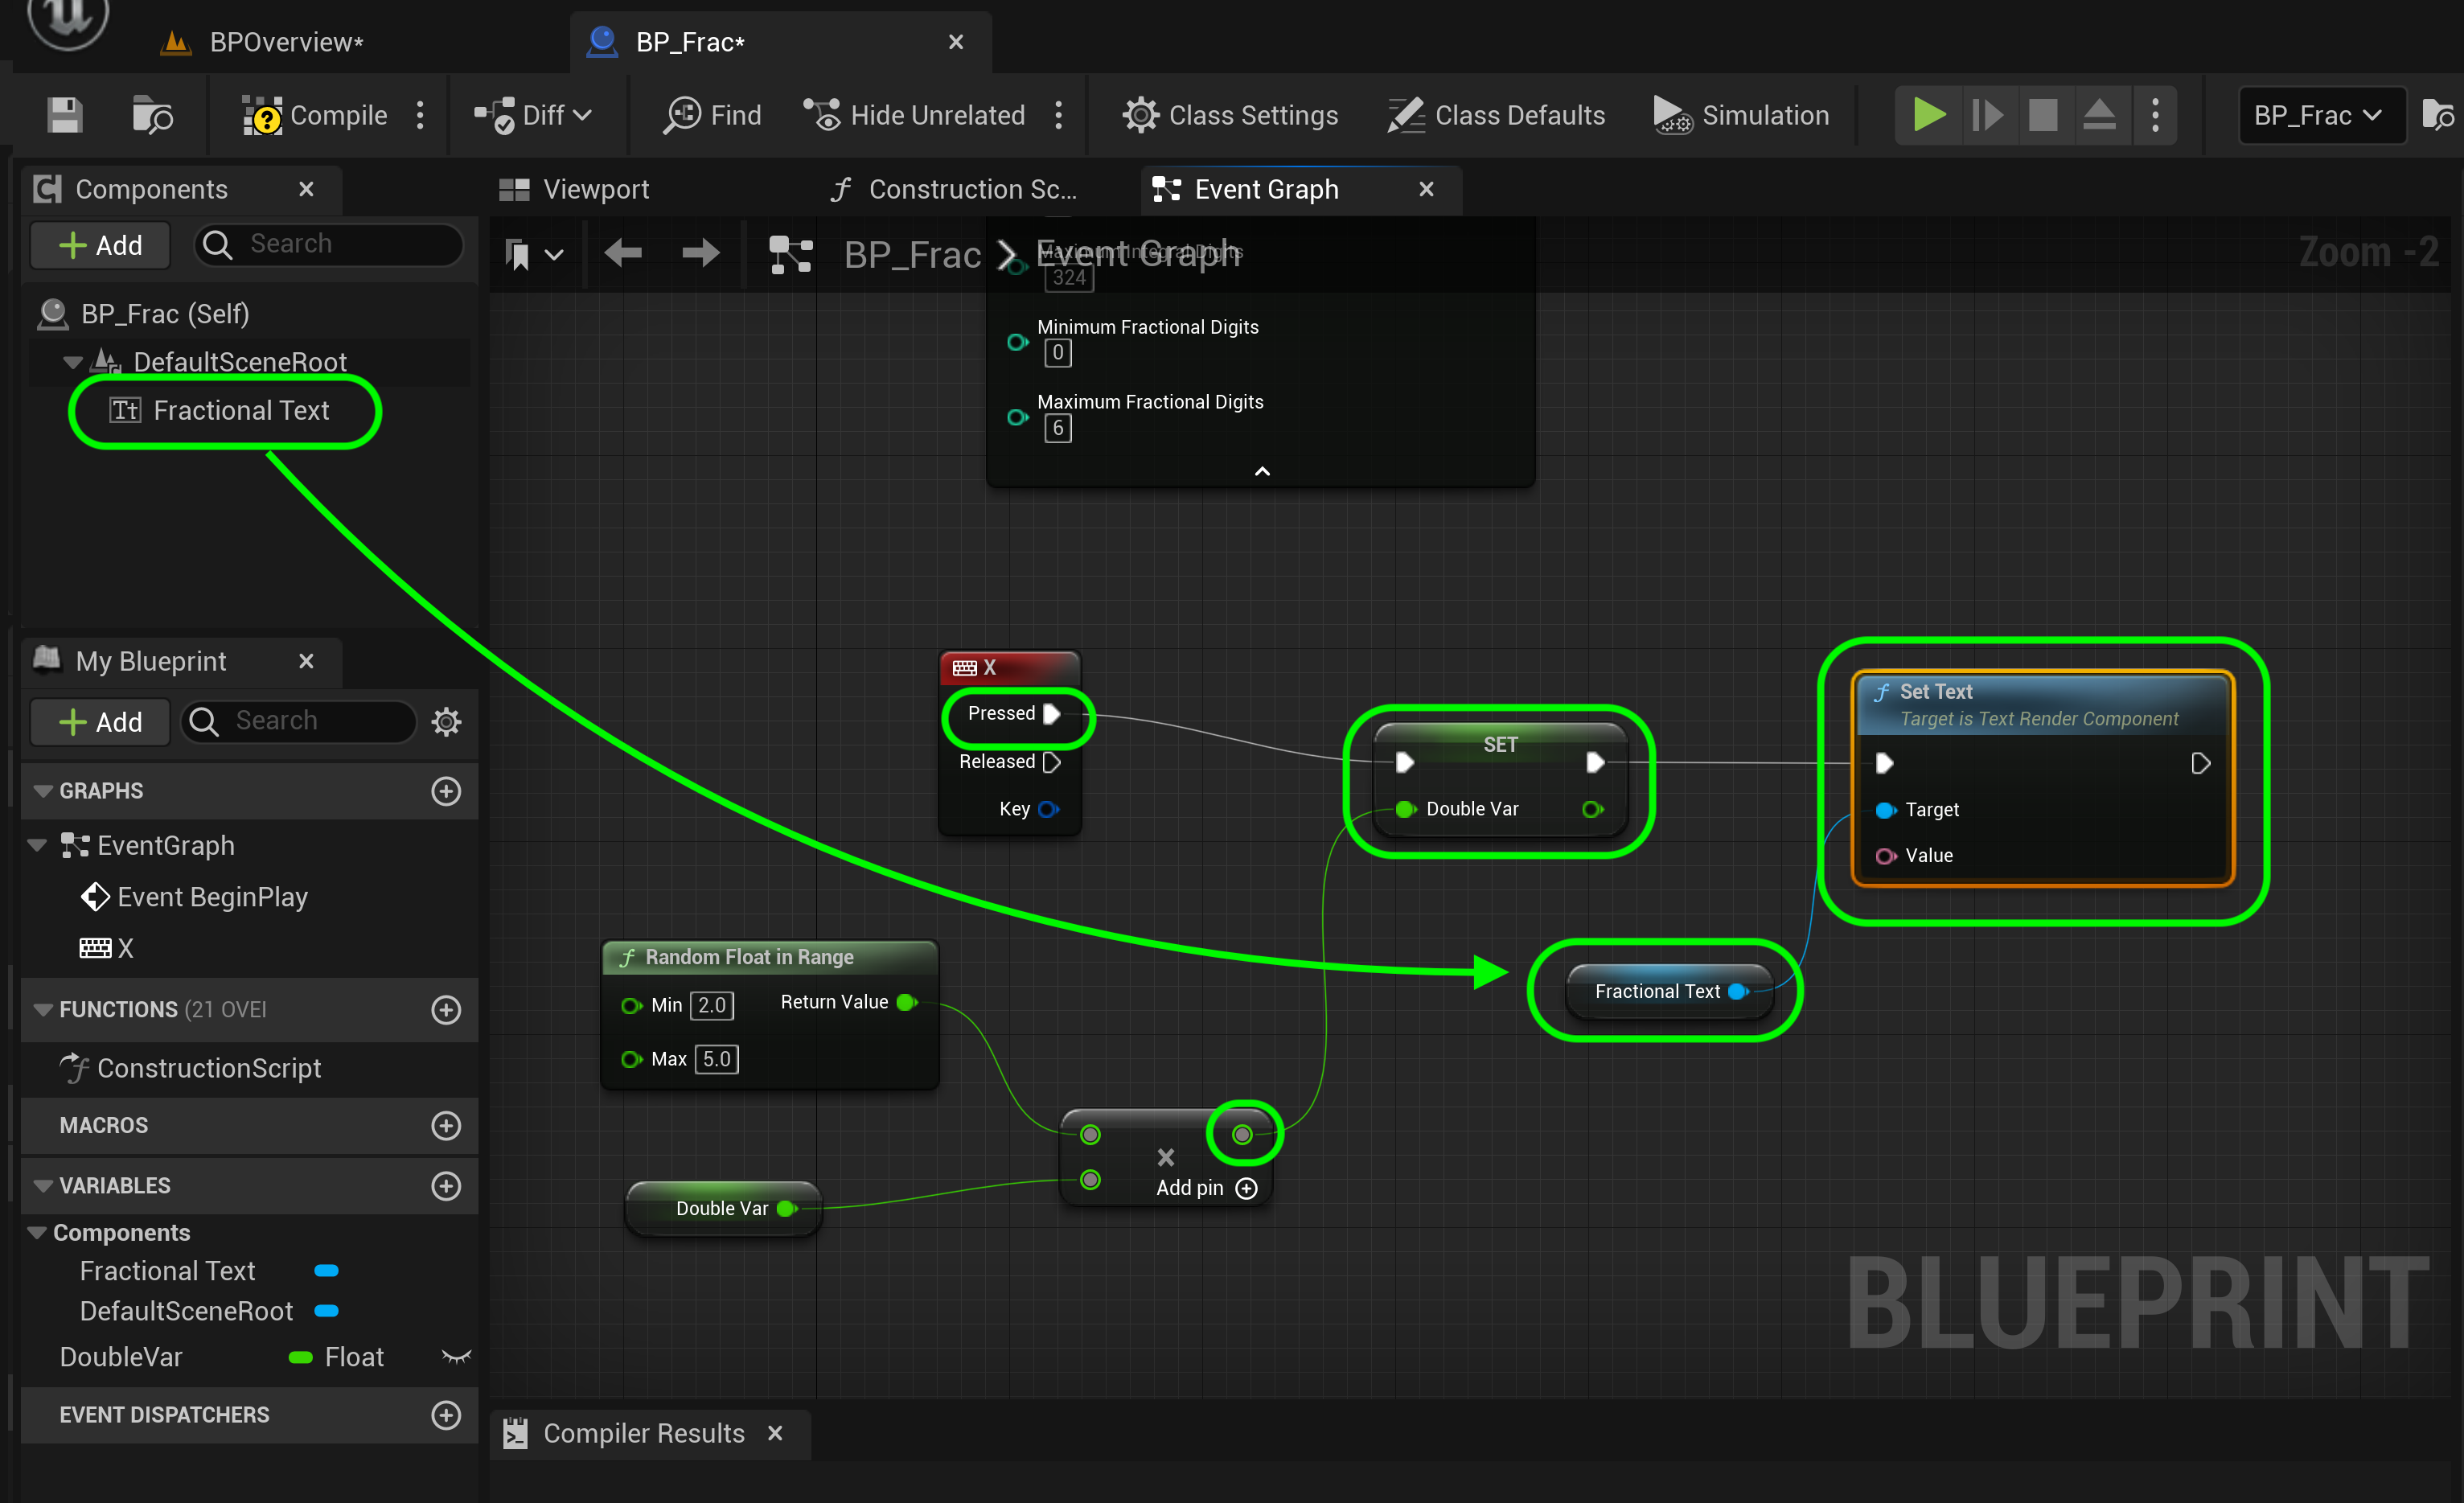 BPOverview*
BP_Frac*
Compile
Diff
Find
Hide Unrelated
Class Settings
Class Defaults
Simulation
BP_Frac
Components
Add
Search
BP_Frac (Self)
DefaultSceneRoot
Fractional Text
My Blueprint
Add
Search
GRAPHS
EventGraph
Event BeginPlay
X
FUNCTIONS (21 OVEI
ConstructionScript
MACROS
VARIABLES
Components
Fractional Text
DefaultSceneRoot
DoubleVar Float
EVENT DISPATCHERS
Viewport
Construction Sc...
Event Graph
BP_Frac > Event Graph
Zoom -2
Maximum Integral Digits
324
Minimum Fractional Digits
0
Maximum Fractional Digits
6
X
Pressed
Released
Key
SET
Double Var
Set Text
Target is Text Render Component
Target
Value
Random Float in Range
Min 2.0 Return Value
Max 5.0
Fractional Text
Double Var
Add pin
BLUEPRINT
Compiler Results